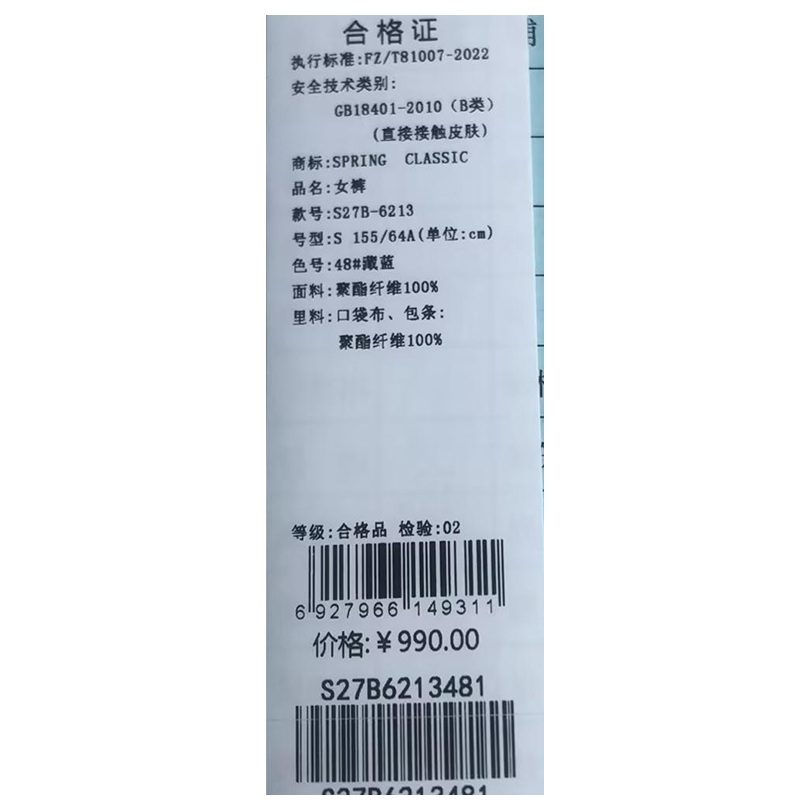 合格证
执行标准:FZ/T81007-2022
安全技术类别:
GB18401-2010（B类）
(直接接触皮肤)
商标:SPRING CLASSIC
品名:女裤
款号:S27B-6213
号型:S 155/64A(单位:cm)
色号:48#藏蓝
面料:聚酯纤维100%
里料:口袋布、包条:
聚酯纤维100%
等级:合格品 检验:02
6 927966 149311
价格:￥990.00
S27B6213481
S27B6213481